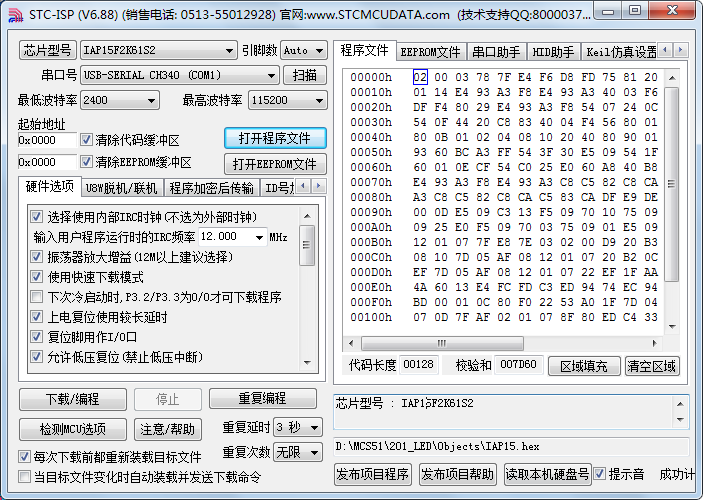 STC-ISP (V6.88) (销售电话: 0513-55012928) 官网:www.STCMCUDATA.com (技术支持QQ:8000037...
芯片型号 IAP15F2K61S2 引脚数 Auto
串口号 USB-SERIAL CH340 (COM1) 扫描
最低波特率 2400 最高波特率 115200
起始地址
0x0000 清除代码缓冲区 打开程序文件
0x0000 清除EEPROM缓冲区 打开EEPROM文件
硬件选项 U8W脱机/联机 程序加密后传输 ID号
选择使用内部IRC时钟(不选为外部时钟)
输入用户程序运行时的IRC频率 12.000 MHz
振荡器放大增益(12M以上建议选择)
使用快速下载模式
下次冷启动时,P3.2/P3.3为0/0才可下载程序
上电复位使用较长延时
复位脚用作I/O口
允许低压复位(禁止低压中断)
下载/编程 停止 重复编程
检测MCU选项 注意/帮助 重复延时 3 秒
重复次数 无限
每次下载前都重新装载目标文件
当目标文件变化时自动装载并发送下载命令
程序文件 EEPROM文件 串口助手 HID助手 Keil仿真设置
00000h 02 00 03 78 7F E4 F6 D8 FD 75 81 20
00010h 01 14 E4 93 A3 F8 E4 93 A3 40 03 F6
00020h DF F4 80 29 E4 93 A3 F8 54 07 24 0C
00030h 54 0F 44 20 C8 83 40 04 F4 56 80 01
00040h 80 0B 01 02 04 08 10 20 40 80 90 01
00050h 93 60 BC A3 FF 54 3F 30 E5 09 54 1F
00060h 60 01 0E CF 54 C0 25 E0 60 A8 40 B8
00070h E4 93 A3 F8 E4 93 A3 C8 C5 82 C8 CA
00080h A3 C8 C5 82 C8 CA C5 83 CA DF E9 DE
00090h 00 0D E5 09 C3 13 F5 09 70 10 75 09
000A0h 09 25 E0 F5 09 70 03 75 09 01 E5 09
000B0h 12 01 07 7F E8 7E 03 02 00 D9 20 B3
000C0h 08 10 7D 05 AF 08 12 01 07 20 B2 0C
000D0h EF 7D 05 AF 08 12 01 07 22 EF 1F AA
000E0h 4A 60 13 E4 FC FD C3 ED 94 74 EC 94
000F0h BD 00 01 0C 80 F0 22 53 A0 1F 7D 04
00100h 07 0D 7F AF 02 01 07 8F 80 ED C4 33
代码长度 00128 校验和 007D60 区域填充 清空区域
芯片型号 : IAP15F2K61S2
D:\MCS51\201_LED\Objects\IAP15.hex
发布项目程序 发布项目帮助 读取本机硬盘号 提示音 成功计